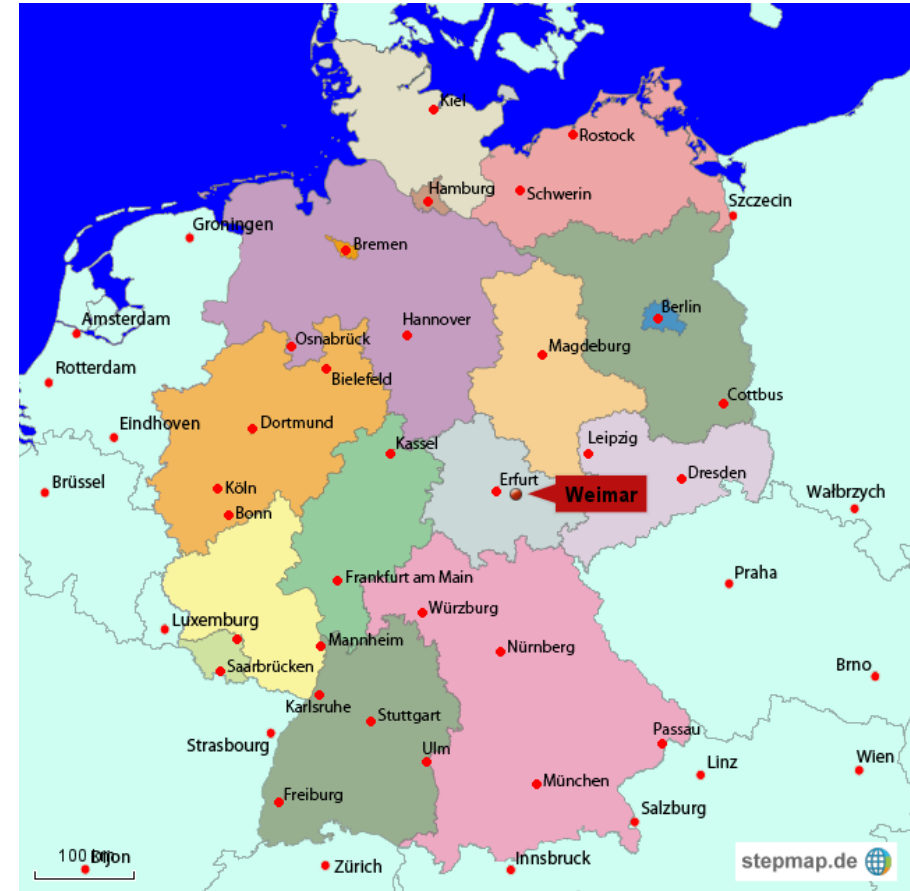 Kiel
Rostock
Hamburg
Schwerin
Szczecin
Groningen
Bremen
Berlin
Amsterdam
Hannover
Osnabrück
Magdeburg
Rotterdam
Bielefeld
Cottbus
Eindhoven
Dortmund
Kassel
Leipzig
Brüssel
Köln
Erfurt
Weimar
Dresden
Wałbrzych
Bonn
Praha
Frankfurt am Main
Würzburg
Luxemburg
Mannheim
Nürnberg
Saarbrücken
Brno
Karlsruhe
Stuttgart
Strasbourg
Ulm
Passau
Linz
Wien
Freiburg
München
Salzburg
100 km
Dijon
Zürich
Innsbruck
stepmap.de